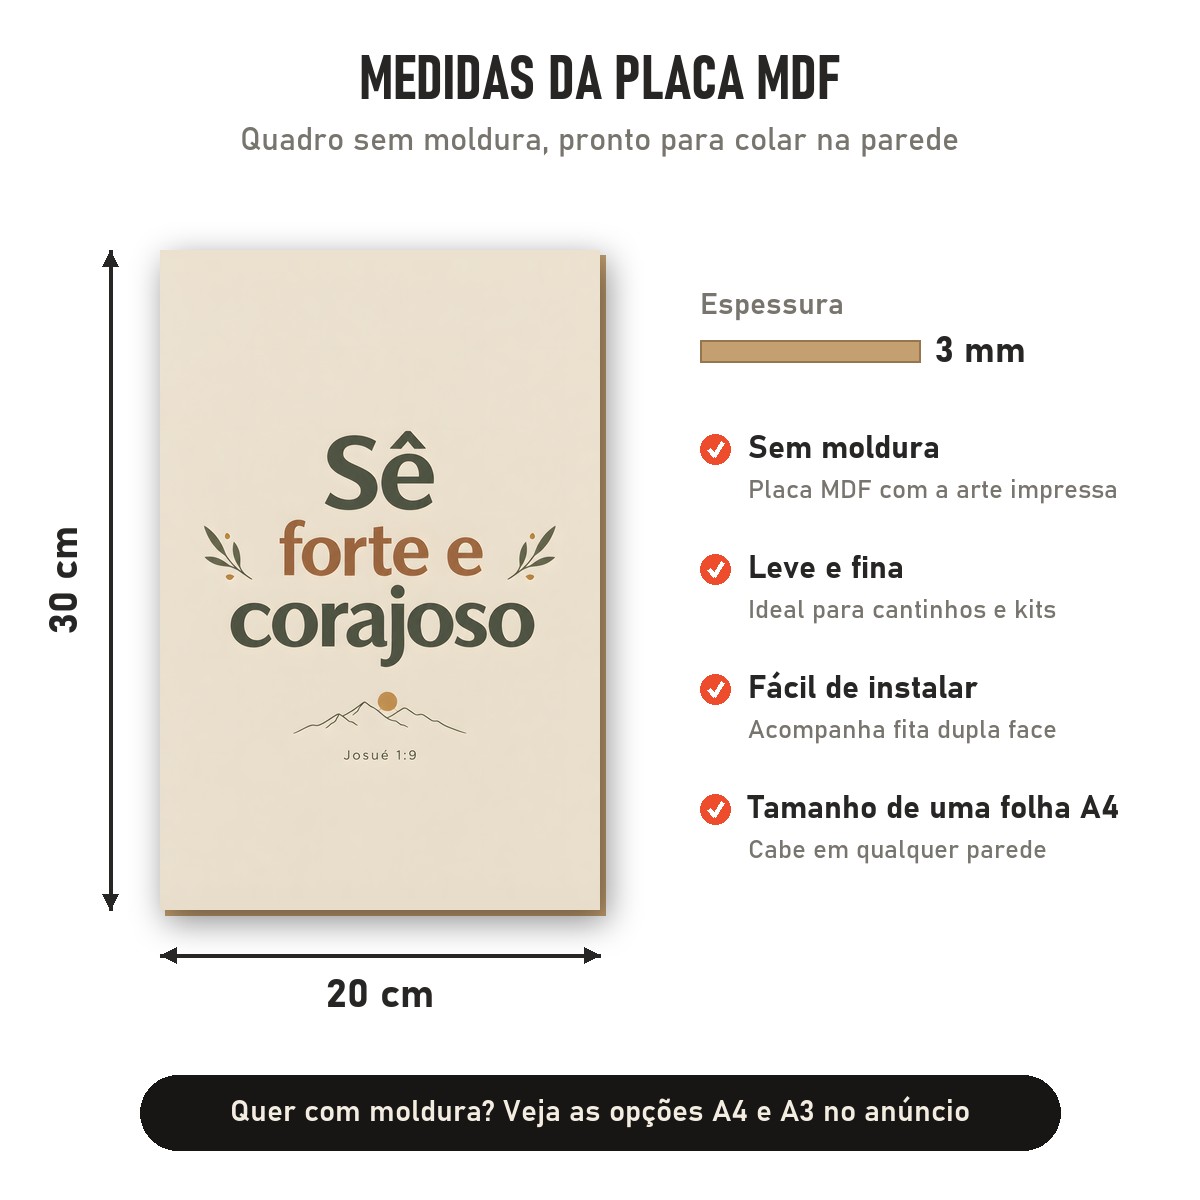 MEDIDAS DA PLACA MDF
Quadro sem moldura, pronto para colar na parede
30 cm
Sê
forte e
corajoso
Josué 1:9
20 cm
Espessura
3 mm
Sem moldura
Placa MDF com a arte impressa
Leve e fina
Ideal para cantinhos e kits
Fácil de instalar
Acompanha fita dupla face
Tamanho de uma folha A4
Cabe em qualquer parede
Quer com moldura? Veja as opções A4 e A3 no anúncio